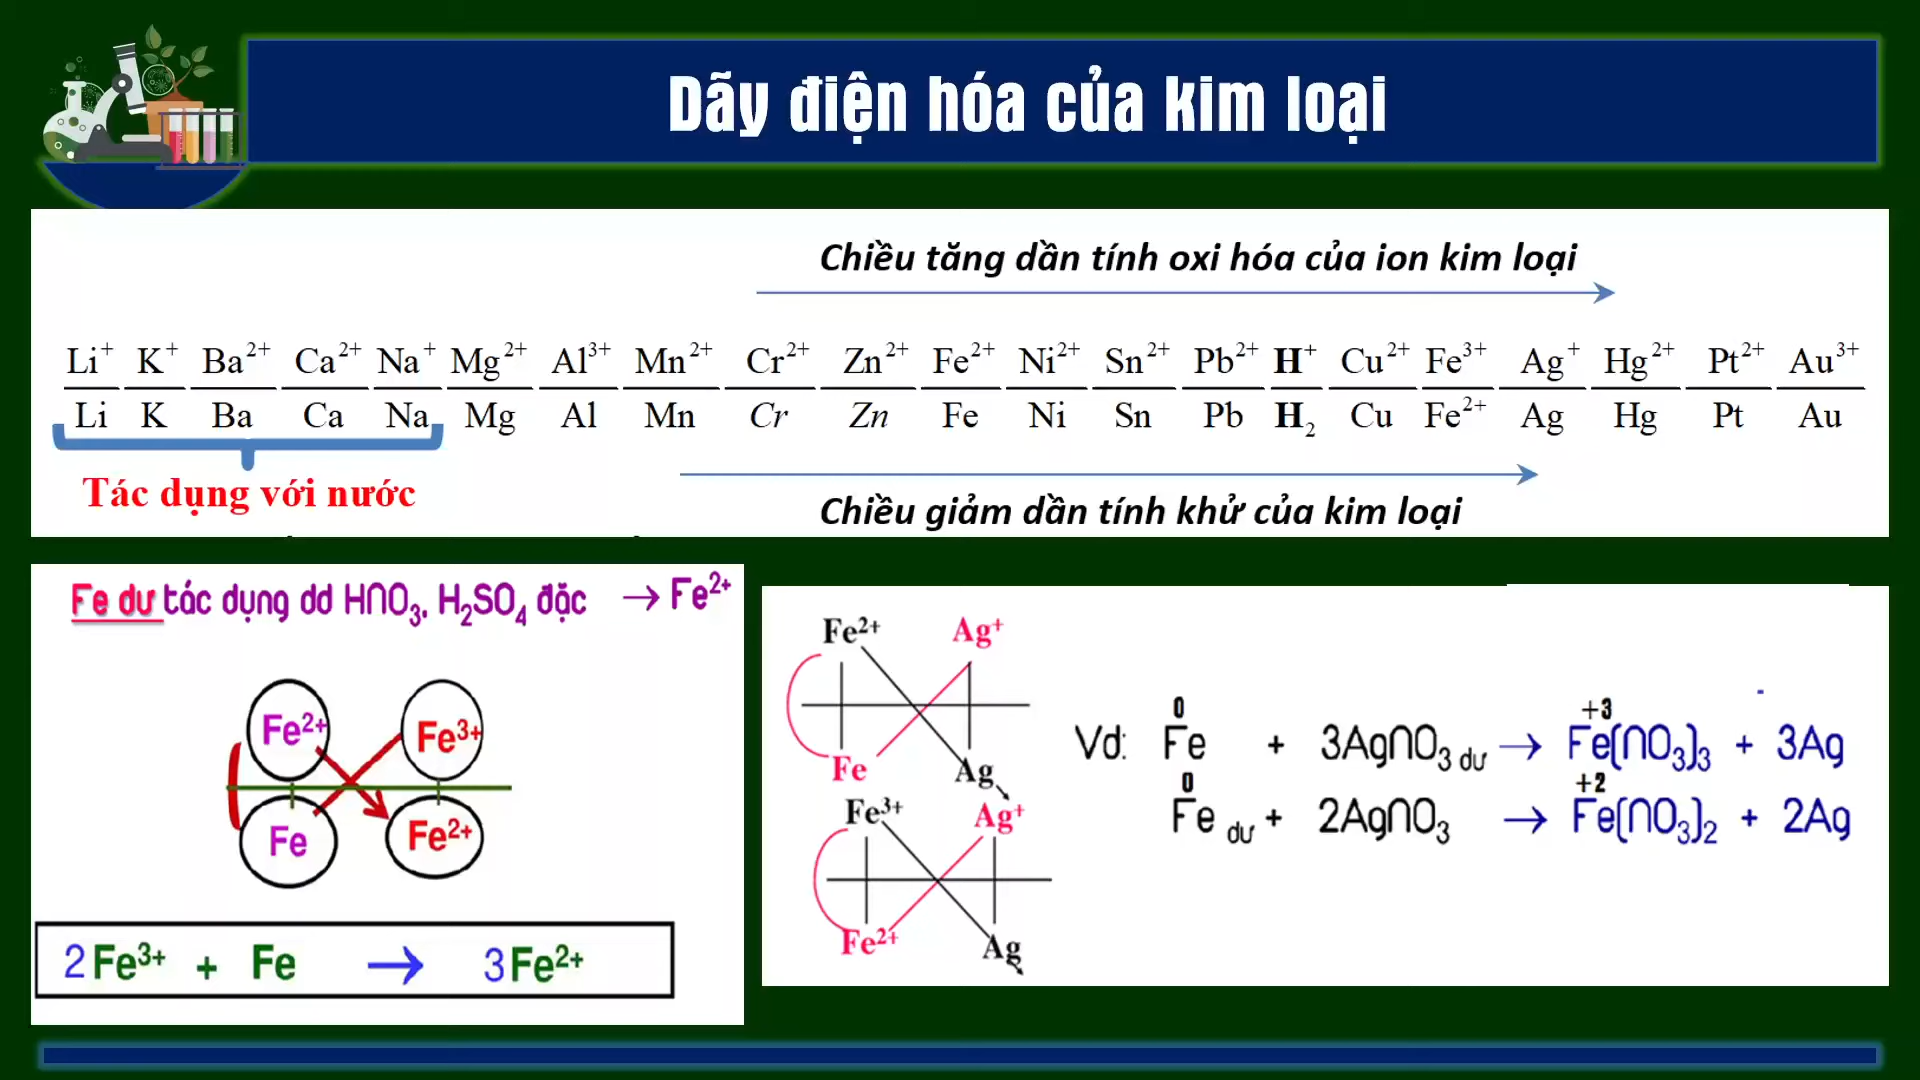 Dãy điện hóa của kim loại
Chiều tăng dần tính oxi hóa của ion kim loại
Li⁺ K⁺ Ba²⁺ Ca²⁺ Na⁺ Mg²⁺ Al³⁺ Mn²⁺ Cr²⁺ Zn²⁺ Fe²⁺ Ni²⁺ Sn²⁺ Pb²⁺ H⁺ Cu²⁺ Fe³⁺ Ag⁺ Hg²⁺ Pt²⁺ Au³⁺
Li K Ba Ca Na Mg Al Mn Cr Zn Fe Ni Sn Pb H₂ Cu Fe²⁺ Ag Hg Pt Au
Tác dụng với nước
Chiều giảm dần tính khử của kim loại
Fe dư tác dụng dd HNO₃, H₂SO₄ đặc → Fe²⁺
Fe²⁺ Fe³⁺
Fe Fe²⁺
2Fe³⁺ + Fe → 3Fe²⁺
Fe²⁺ Ag⁺
Fe Ag
Fe³⁺ Ag⁺
Fe²⁺ Ag
0 +3
Vd: Fe + 3AgNO₃ dư → Fe(NO₃)₃ + 3Ag
0 +2
Fe dư + 2AgNO₃ → Fe(NO₃)₂ + 2Ag